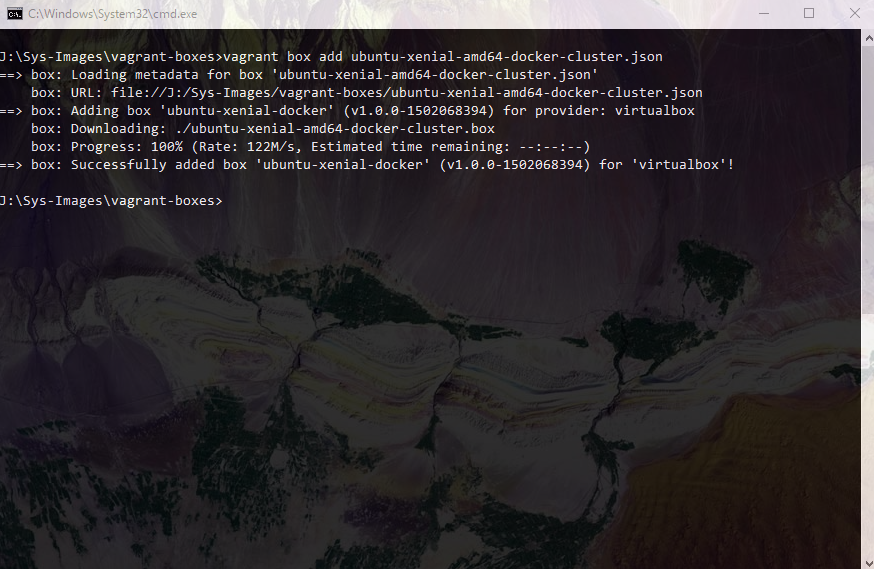 C:\Windows\System32\cmd.exe
J:\Sys-Images\vagrant-boxes>vagrant box add ubuntu-xenial-amd64-docker-cluster.json
==> box: Loading metadata for box 'ubuntu-xenial-amd64-docker-cluster.json'
    box: URL: file://J:/Sys-Images/vagrant-boxes/ubuntu-xenial-amd64-docker-cluster.json
==> box: Adding box 'ubuntu-xenial-docker' (v1.0.0-1502068394) for provider: virtualbox
    box: Downloading: ./ubuntu-xenial-amd64-docker-cluster.box
    box: Progress: 100% (Rate: 122M/s, Estimated time remaining: --:--:--)
==> box: Successfully added box 'ubuntu-xenial-docker' (v1.0.0-1502068394) for 'virtualbox'!
J:\Sys-Images\vagrant-boxes>